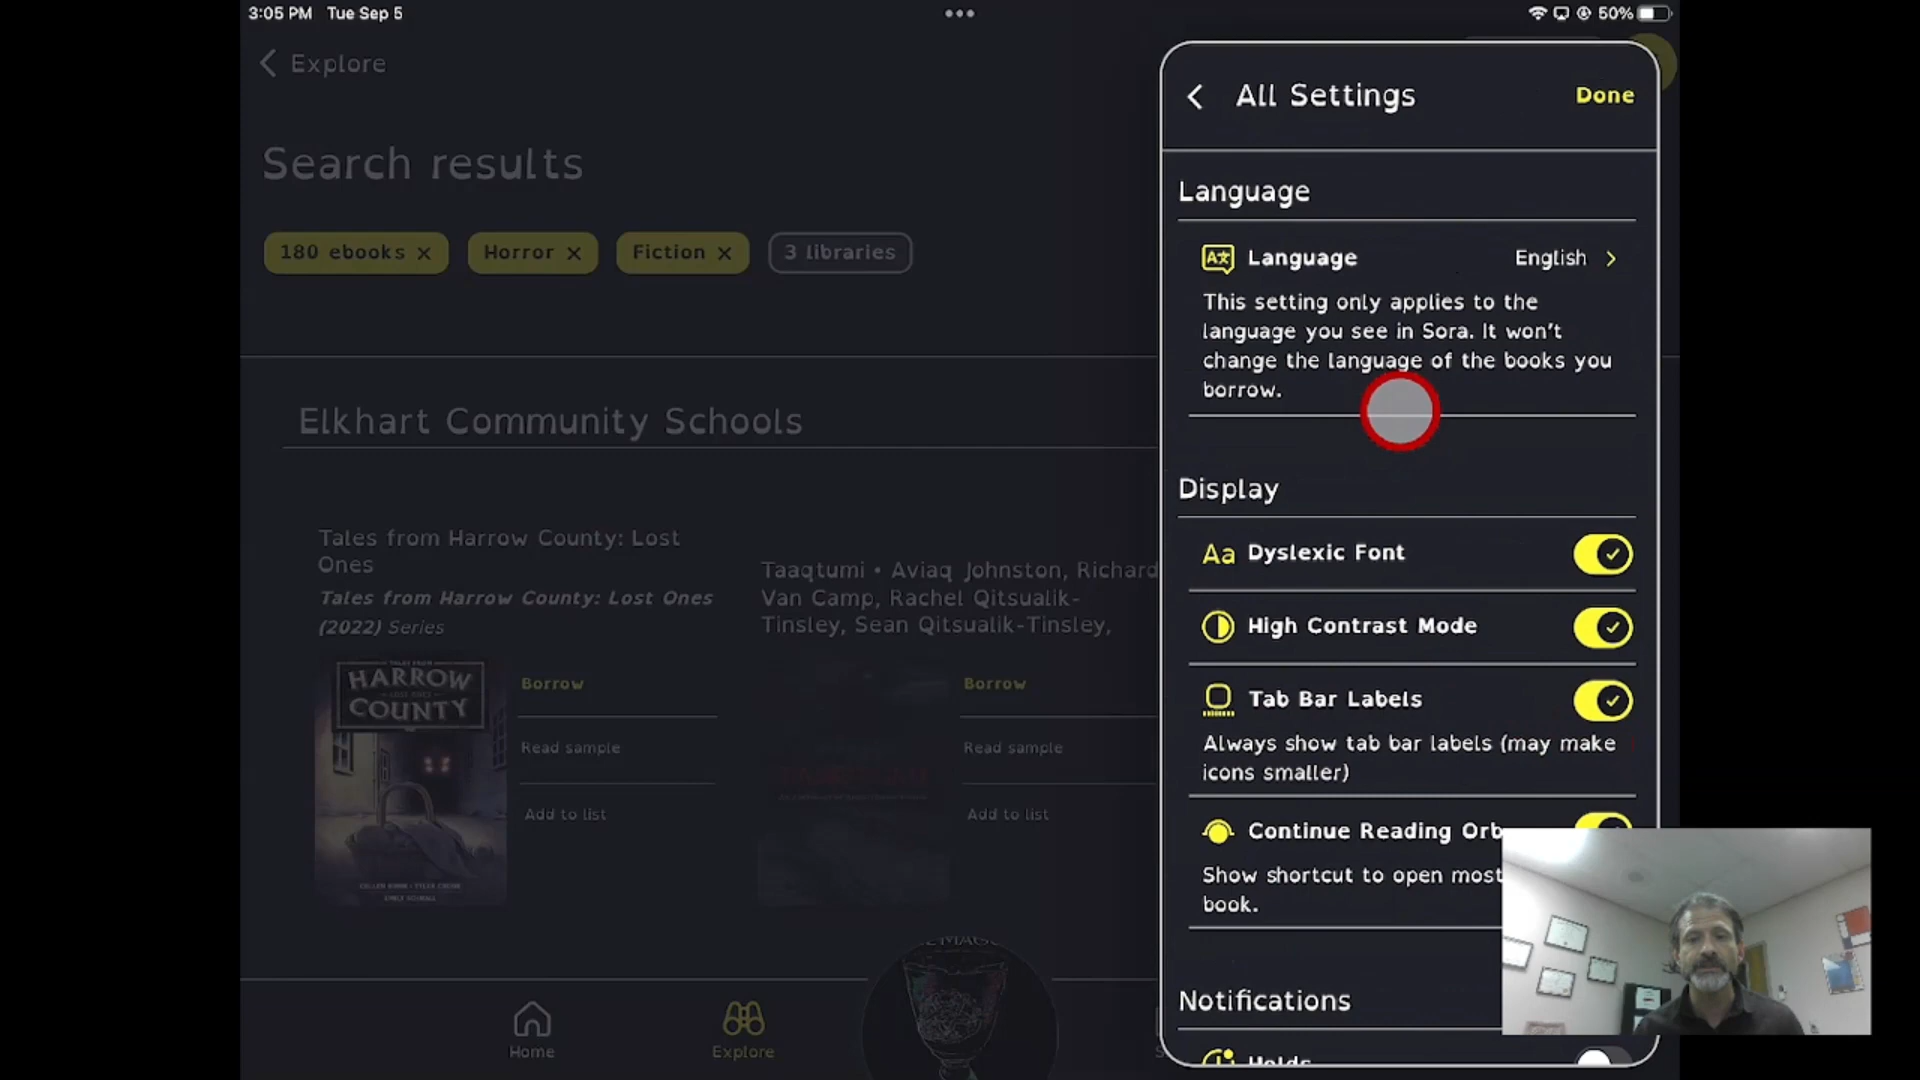 3:05 PM Tue Sep 5
50%
Explore
Search results
180 ebooks
Horror
Fiction
3 libraries
Elkhart Community Schools
Tales from Harrow County: Lost
Ones
Tales from Harrow County: Lost Ones
(2022) Series
TALES FROM
HARROW
LOST ONES
COUNTY
Borrow
Read sample
Add to list
Taaqtumi • Aviaq Johnston, Richard
Van Camp, Rachel Qitsualik-
Tinsley, Sean Qitsualik-Tinsley,
Borrow
Read sample
Add to list
Home
Explore
All Settings
Done
Language
Language
English
This setting only applies to the
language you see in Sora. It won't
change the language of the books you
borrow.
Display
Aa Dyslexic Font
High Contrast Mode
Tab Bar Labels
Always show tab bar labels (may make
icons smaller)
Continue Reading Orb
Show shortcut to open most
book.
Notifications
Holds